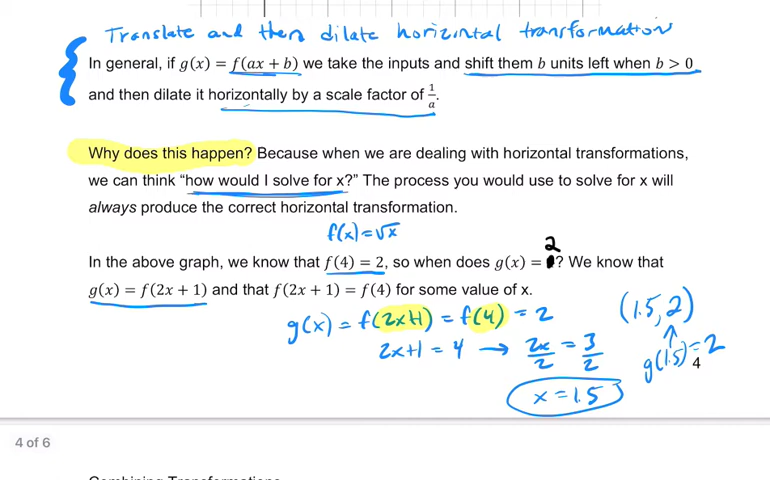 Translate and then dilate horizintal transformation
In general, if g(x) = f(ax + b) we take the inputs and shift them b units left when b > 0
and then dilate it horizontally by a scale factor of 1/a.
Why does this happen? Because when we are dealing with horizontal transformations,
we can think “how would I solve for x?” The process you would use to solve for x will
always produce the correct horizontal transformation.
f(x)=√x
In the above graph, we know that f(4) = 2, so when does g(x) = 2? We know that
g(x) = f(2x + 1) and that f(2x + 1) = f(4) for some value of x.
g(x) = f(2x+1) = f(4) = 2 (1.5, 2)
2x+1 = 4 → 2x/2 = 3/2 g(1.5)=2
4
x = 1.5
4 of 6
Combining Transformations